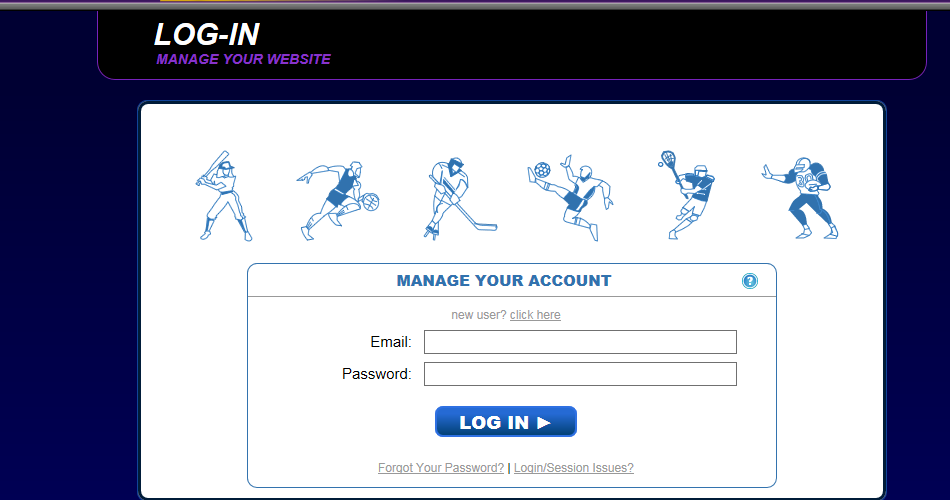 LOG-IN
MANAGE YOUR WEBSITE
MANAGE YOUR ACCOUNT ?
new user? click here
Email:
Password:
LOG IN ►
Forgot Your Password? | Login/Session Issues?